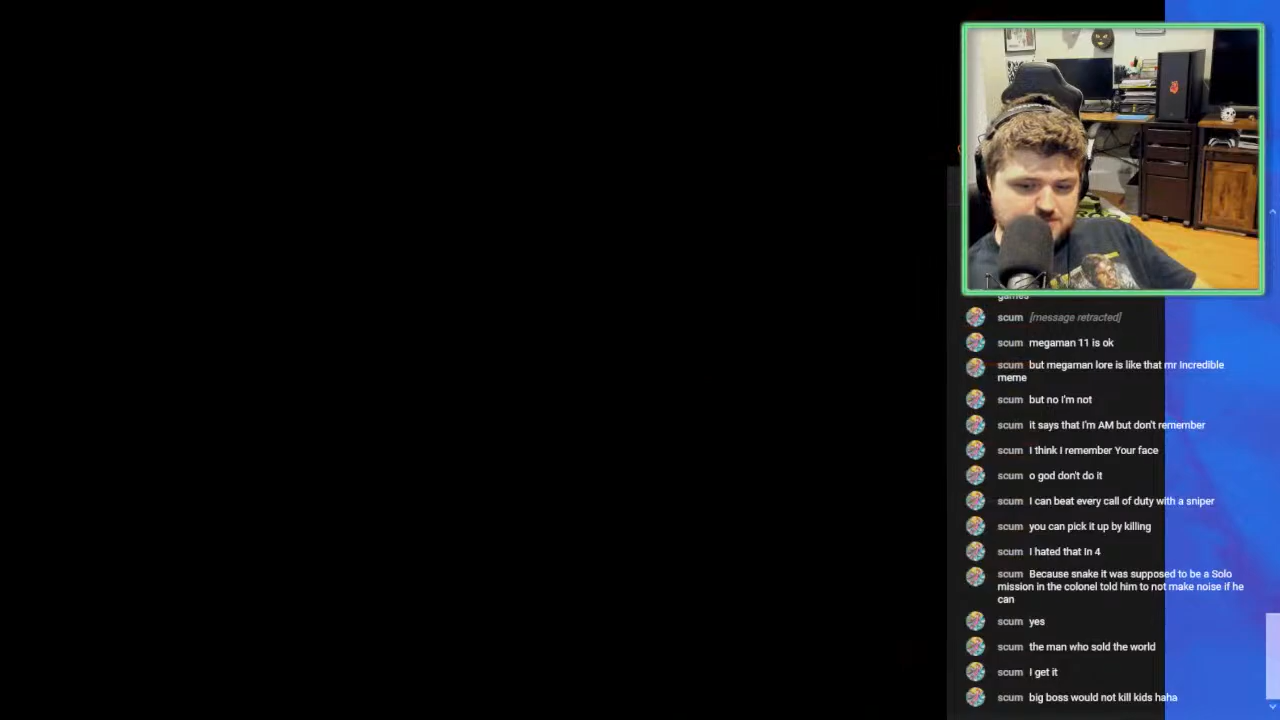 games
scum [message retracted]
scum megaman 11 is ok
scum but megaman lore is like that mr Incredible
meme
scum but no I'm not
scum it says that I'm AM but don't remember
scum I think I remember Your face
scum o god don't do it
scum I can beat every call of duty with a sniper
scum you can pick it up by killing
scum I hated that In 4
scum Because snake it was supposed to be a Solo
mission in the colonel told him to not make noise if he
can
scum yes
scum the man who sold the world
scum I get it
scum big boss would not kill kids haha